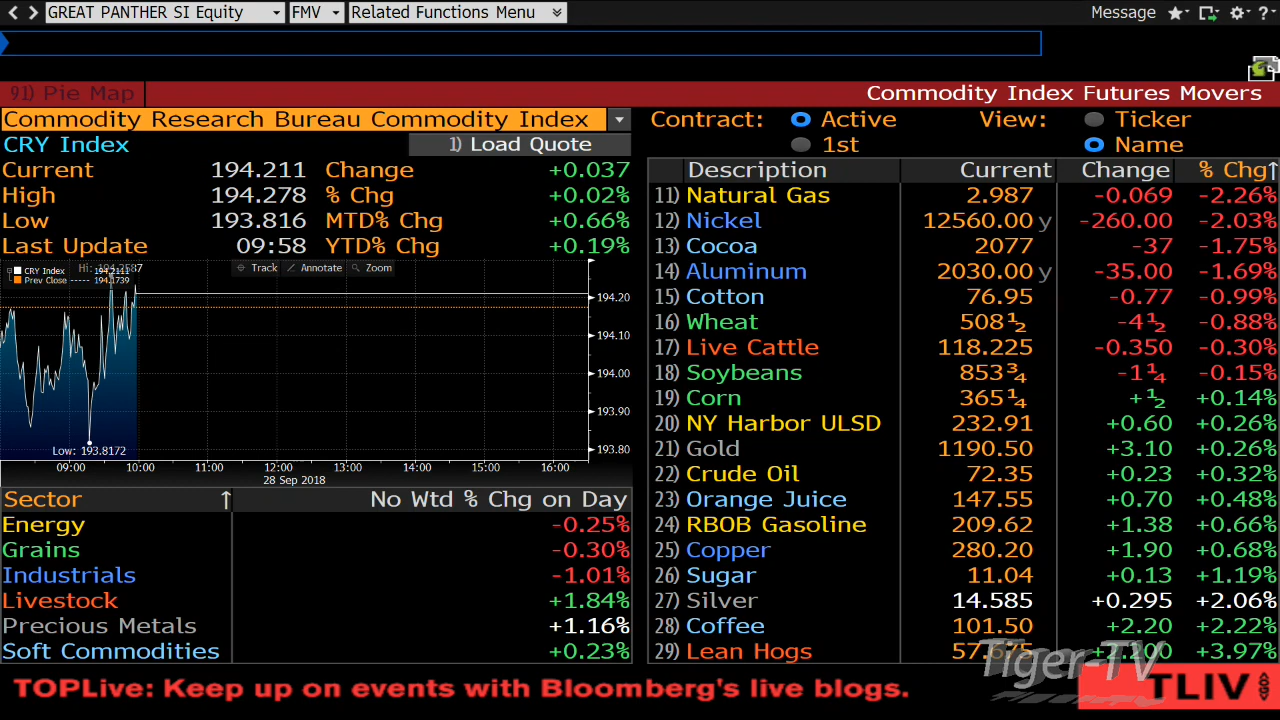 GREAT PANTHER SI Equity FMV Related Functions Menu Message
91) Pie Map Commodity Index Futures Movers
Commodity Research Bureau Commodity Index
CRY Index 1) Load Quote
Current 194.211 Change +0.037
High 194.278 % Chg +0.02%
Low 193.816 MTD% Chg +0.66%
Last Update 09:58 YTD% Chg +0.19%
CRY Index 194.2111
Prev Close 194.1739
Track Annotate Zoom
194.20
194.10
194.00
193.90
193.80
Low: 193.8172
09:00 10:00 11:00 12:00 13:00 14:00 15:00 16:00
28 Sep 2018
Sector ↑ No Wtd % Chg on Day
Energy -0.25%
Grains -0.30%
Industrials -1.01%
Livestock +1.84%
Precious Metals +1.16%
Soft Commodities +0.23%
Contract: Active View: Ticker
1st Name
Description Current Change % Chg↑
11) Natural Gas 2.987 -0.069 -2.26%
12) Nickel 12560.00 y -260.00 -2.03%
13) Cocoa 2077 -37 -1.75%
14) Aluminum 2030.00 y -35.00 -1.69%
15) Cotton 76.95 -0.77 -0.99%
16) Wheat 508½ -4½ -0.88%
17) Live Cattle 118.225 -0.350 -0.30%
18) Soybeans 853¾ -1¼ -0.15%
19) Corn 365¼ +½ +0.14%
20) NY Harbor ULSD 232.91 +0.60 +0.26%
21) Gold 1190.50 +3.10 +0.26%
22) Crude Oil 72.35 +0.23 +0.32%
23) Orange Juice 147.55 +0.70 +0.48%
24) RBOB Gasoline 209.62 +1.38 +0.66%
25) Copper 280.20 +1.90 +0.68%
26) Sugar 11.04 +0.13 +1.19%
27) Silver 14.585 +0.295 +2.06%
28) Coffee 101.50 +2.20 +2.22%
29) Lean Hogs 57.675 +2.200 +3.97%
Tiger-TV
TOPLive: Keep up on events with Bloomberg's live blogs.
TLIV